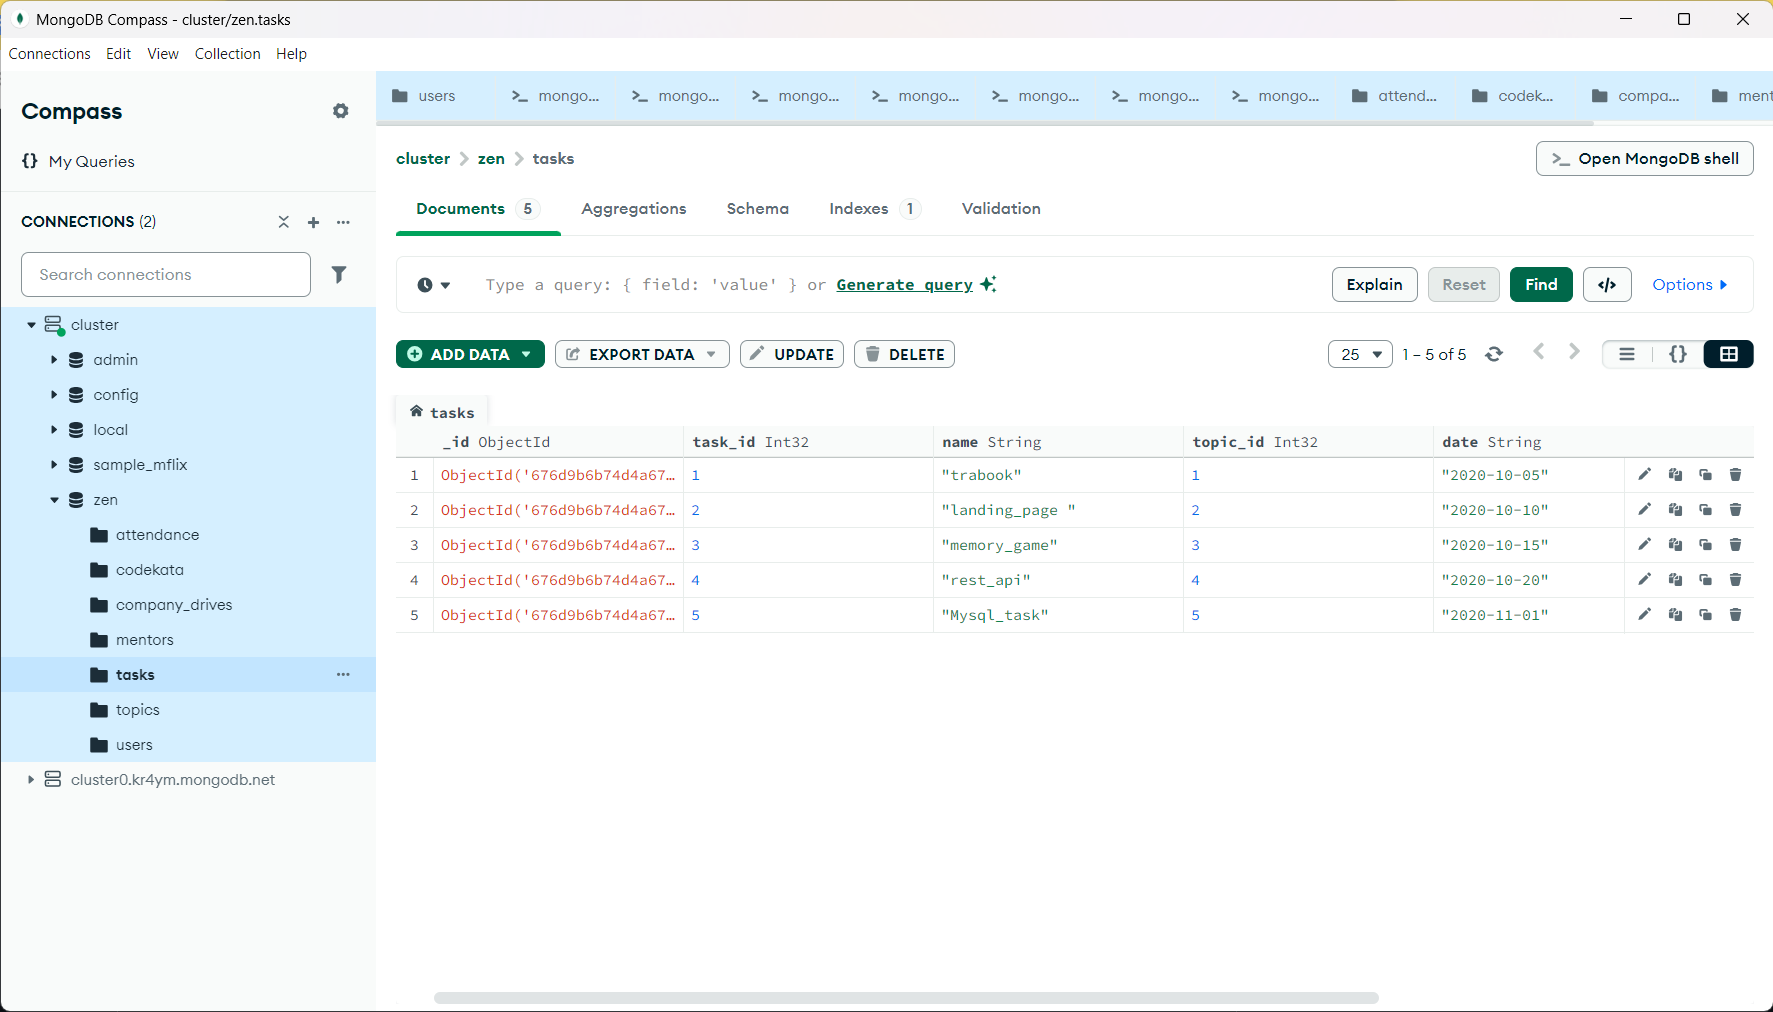 MongoDB Compass - cluster/zen.tasks
Connections Edit View Collection Help
Compass
{} My Queries
CONNECTIONS (2)
Search connections
cluster
admin
config
local
sample_mflix
zen
attendance
codekata
company_drives
mentors
tasks
topics
users
cluster0.kr4ym.mongodb.net
users >_ mongo... >_ mongo... >_ mongo... >_ mongo... >_ mongo... >_ mongo... >_ mongo... attend... codek... compa... ment
cluster > zen > tasks
>_ Open MongoDB shell
Documents 5 Aggregations Schema Indexes 1 Validation
Type a query: { field: 'value' } or Generate query
Explain Reset Find </> Options
ADD DATA EXPORT DATA UPDATE DELETE
25 1 – 5 of 5 {}
tasks
_id ObjectId task_id Int32 name String topic_id Int32 date String
1 ObjectId('676d9b6b74d4a67… 1 "trabook" 1 "2020-10-05"
2 ObjectId('676d9b6b74d4a67… 2 "landing_page " 2 "2020-10-10"
3 ObjectId('676d9b6b74d4a67… 3 "memory_game" 3 "2020-10-15"
4 ObjectId('676d9b6b74d4a67… 4 "rest_api" 4 "2020-10-20"
5 ObjectId('676d9b6b74d4a67… 5 "Mysql_task" 5 "2020-11-01"